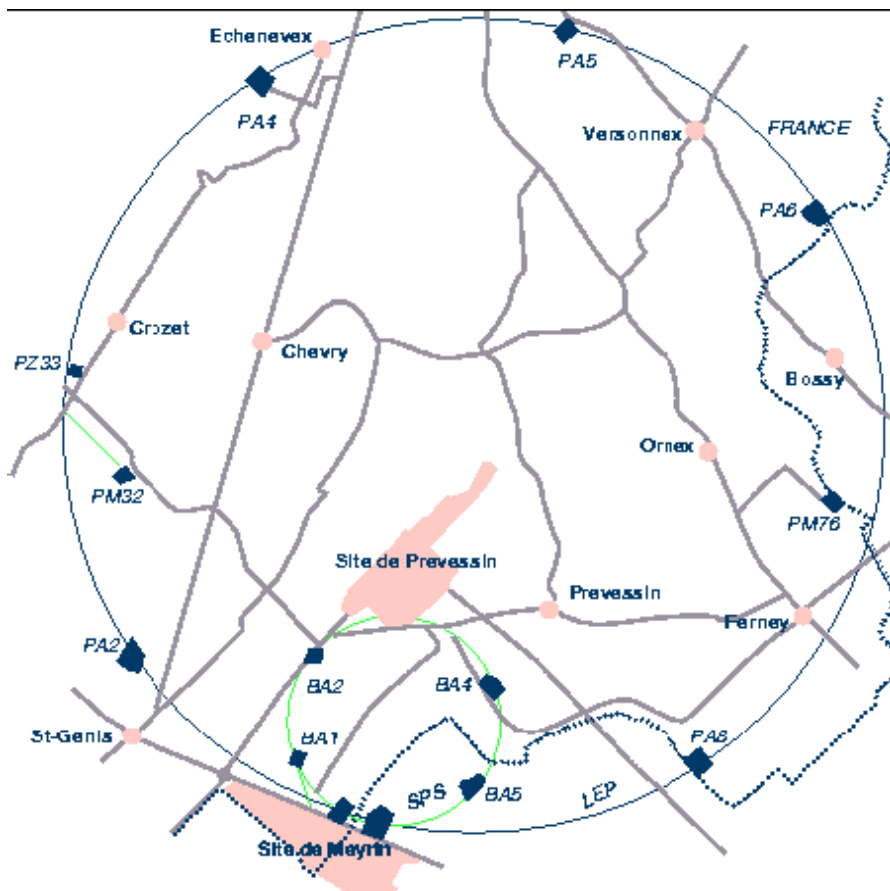 Echenevex
PA5
PA4
Versonnex
FRANCE
PA6
Crozet
Chevry
PZ33
Bossy
Ornex
PM32
PM76
Site de Prevessin
Prevessin
Ferney
PA2
BA2
BA4
St-Genis
BA1
PA8
SPS
BA5
LEP
Site de Meyrin